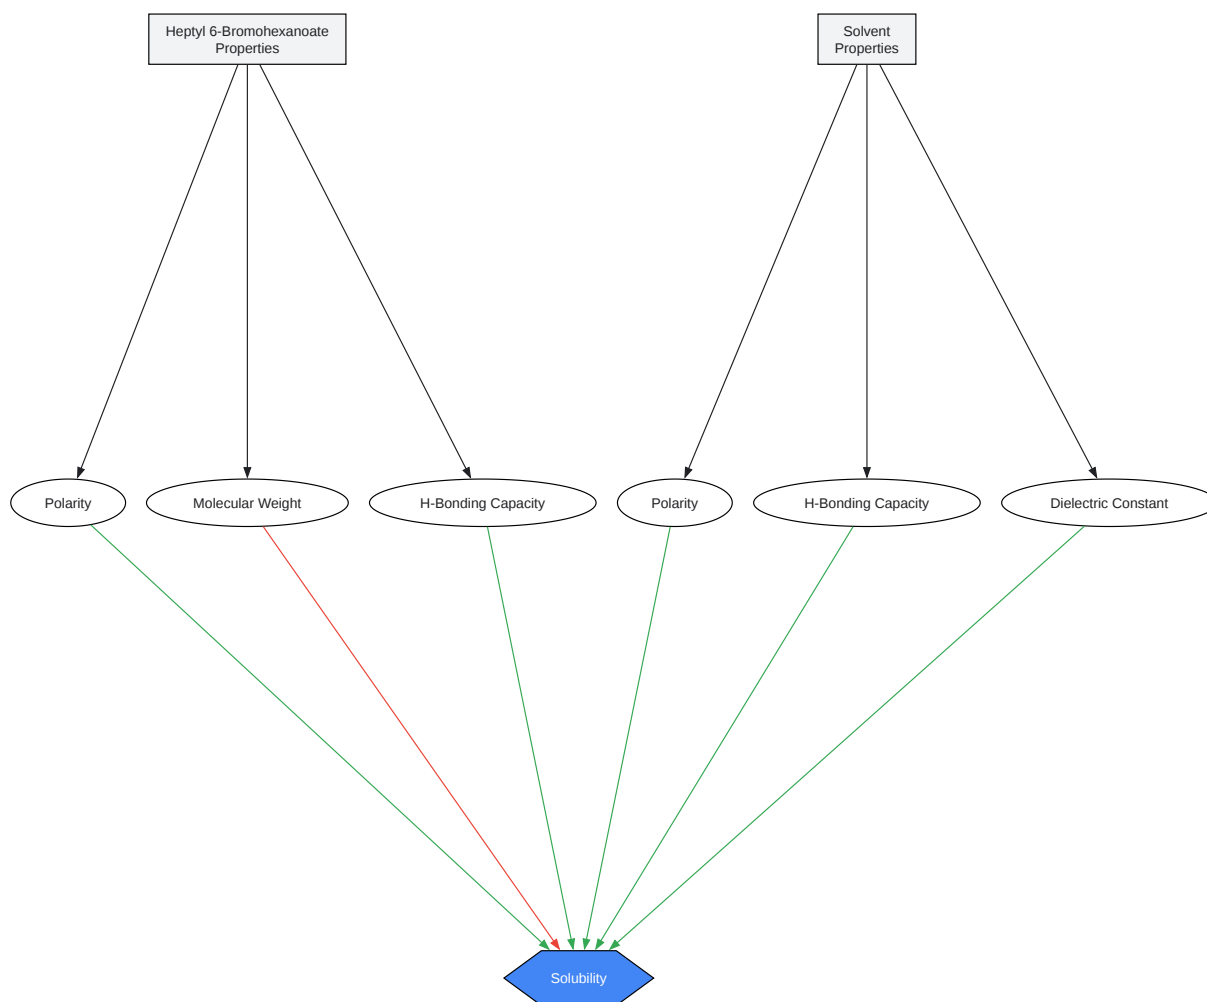 Heptyl 6-Bromohexanoate
Properties
Solvent
Properties
Polarity
Molecular Weight
H-Bonding Capacity
Polarity
H-Bonding Capacity
Dielectric Constant
Solubility